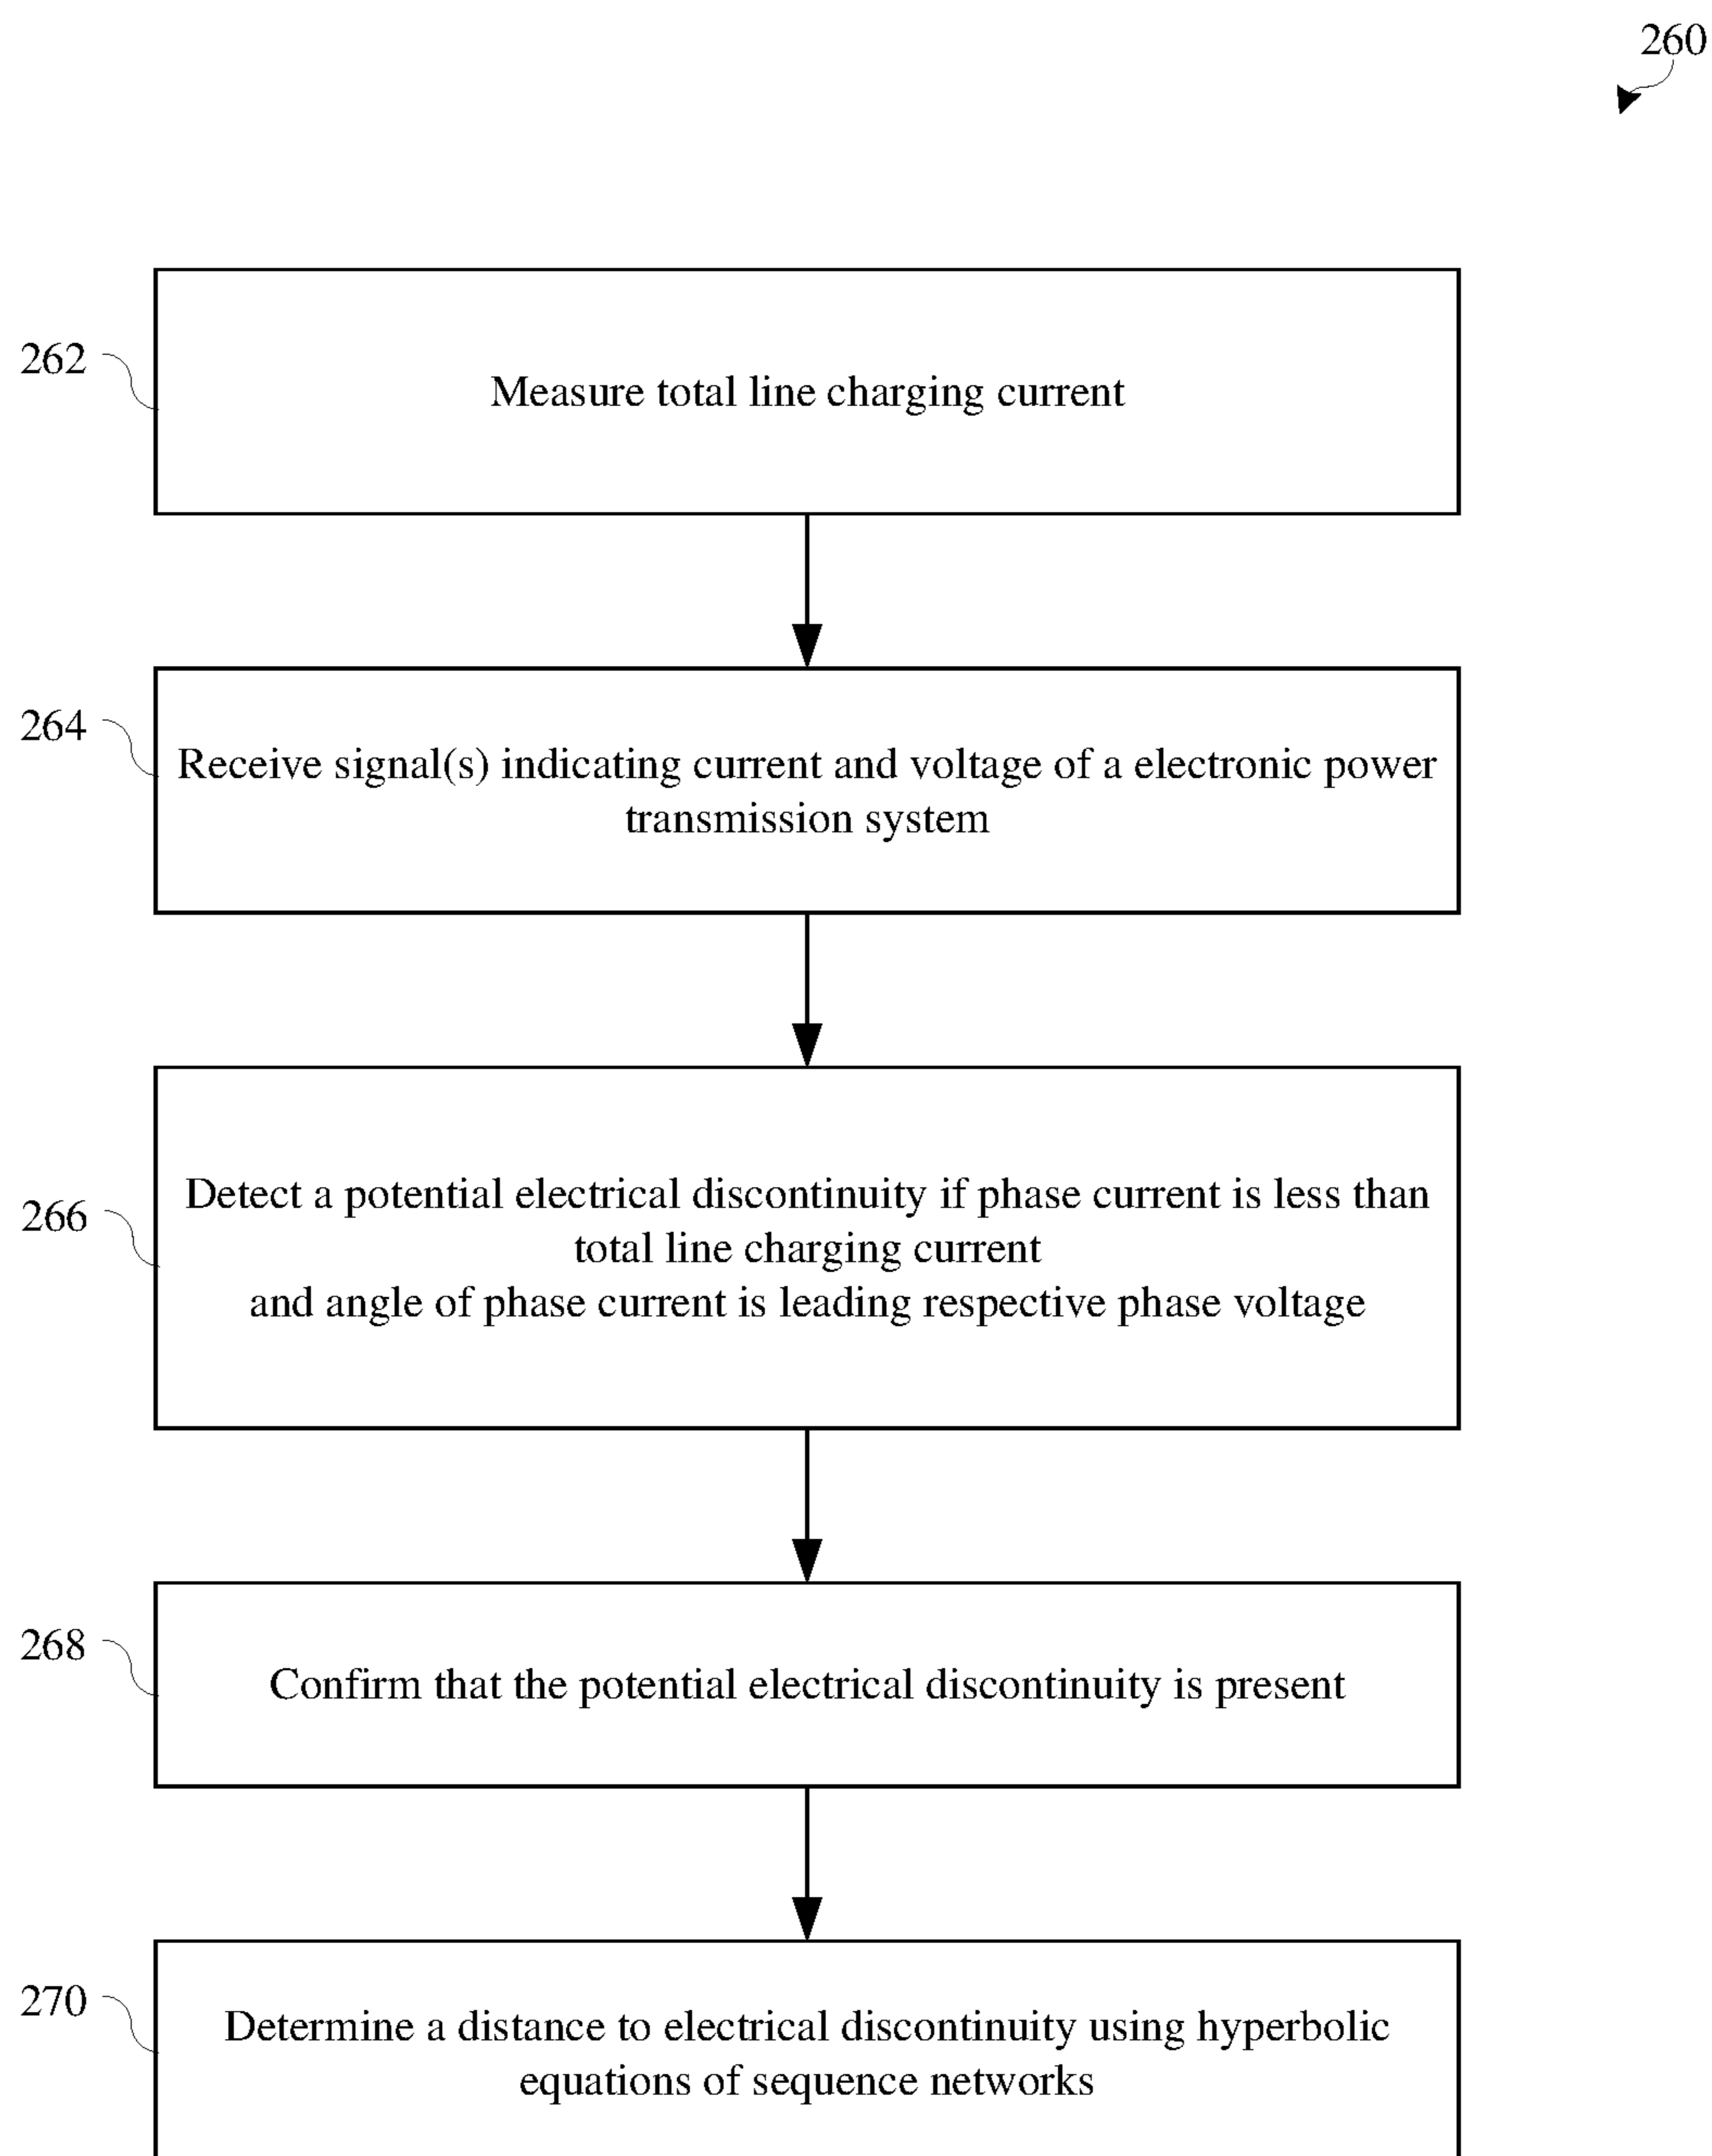 260
262
Measure total line charging current
264
Receive signal(s) indicating current and voltage of a electronic power
transmission system
266
Detect a potential electrical discontinuity if phase current is less than
total line charging current
and angle of phase current is leading respective phase voltage
268
Confirm that the potential electrical discontinuity is present
270
Determine a distance to electrical discontinuity using hyperbolic
equations of sequence networks